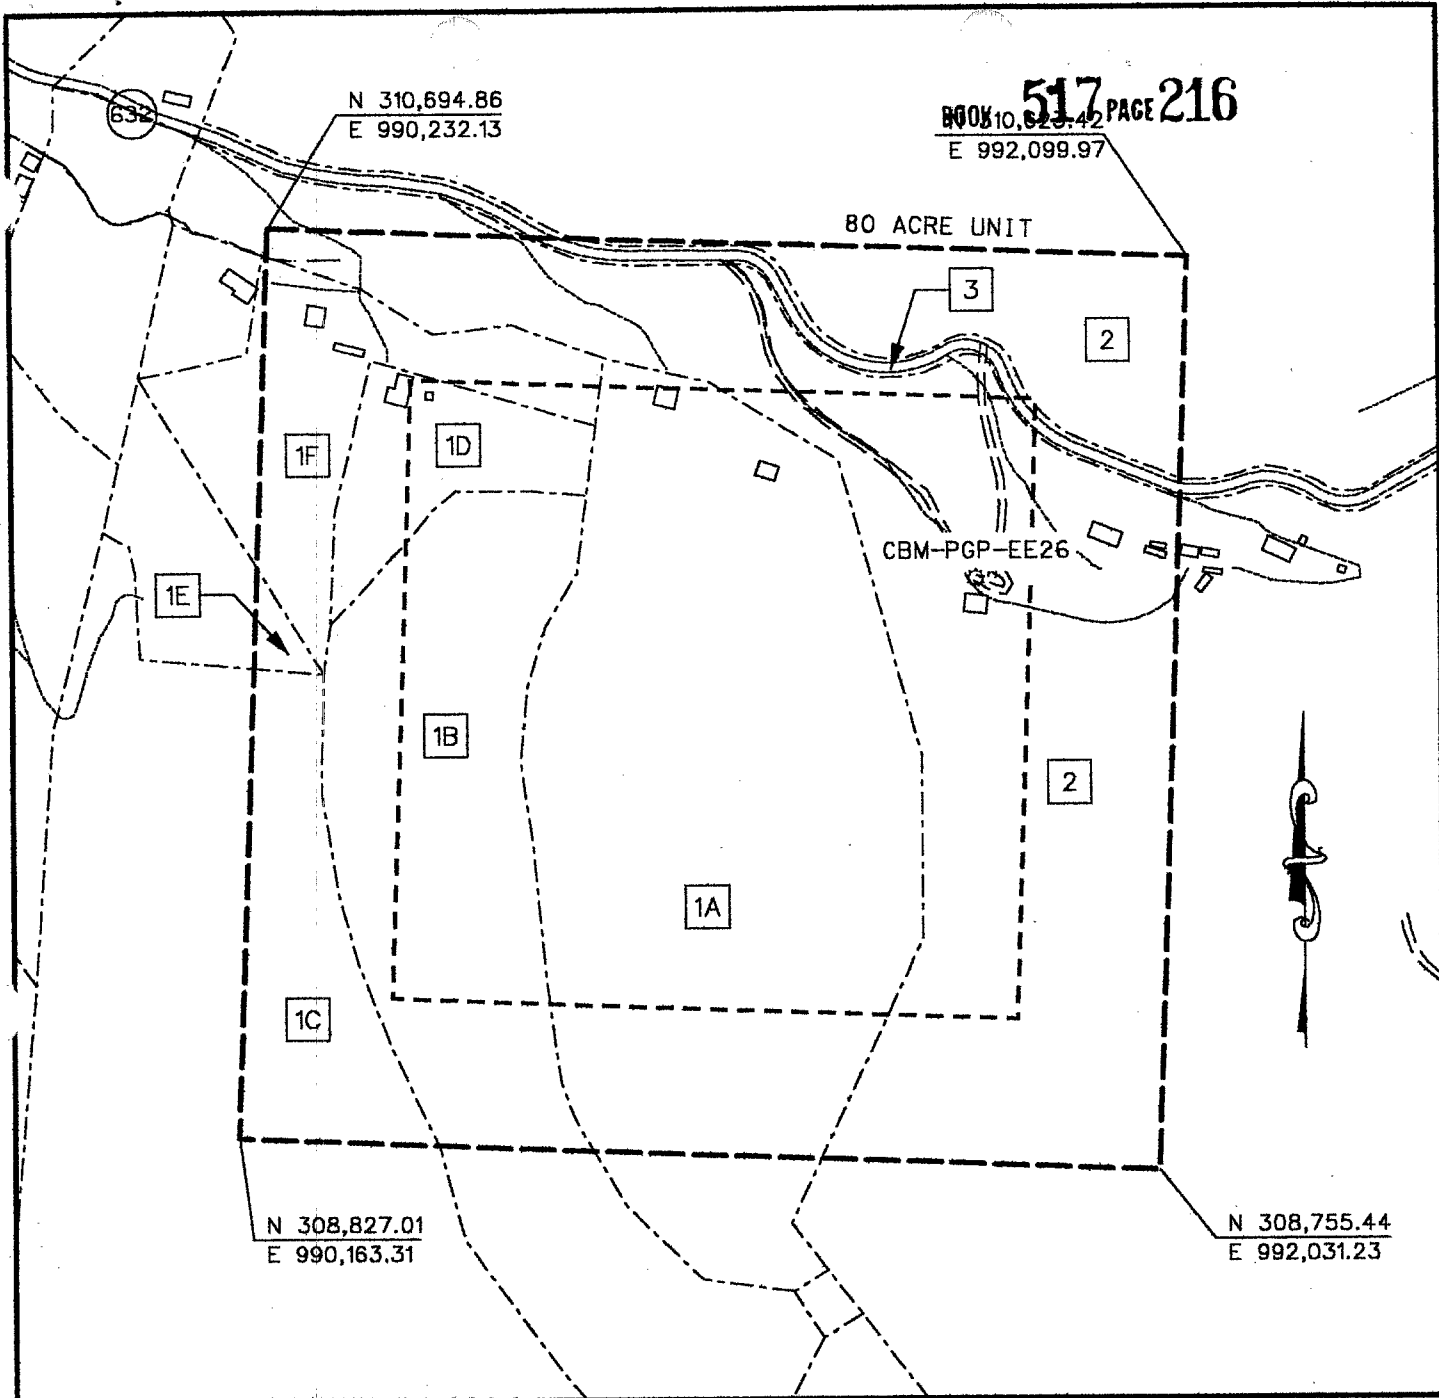 BOOK 517 PAGE 216
632
N 310,694.86
E 990,232.13
E 992,099.97
80 ACRE UNIT
3
2
1F
1D
CBM-PGP-EE26
1E
1B
2
1A
1C
N 308,827.01
E 990,163.31
N 308,755.44
E 992,031.23